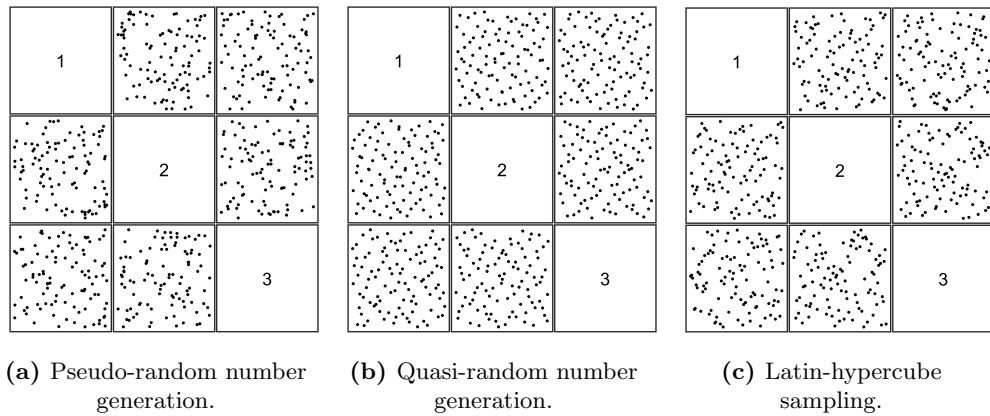 1
2
3
(a) Pseudo-random number
generation.
1
2
3
(b) Quasi-random number
generation.
1
2
3
(c) Latin-hypercube
sampling.